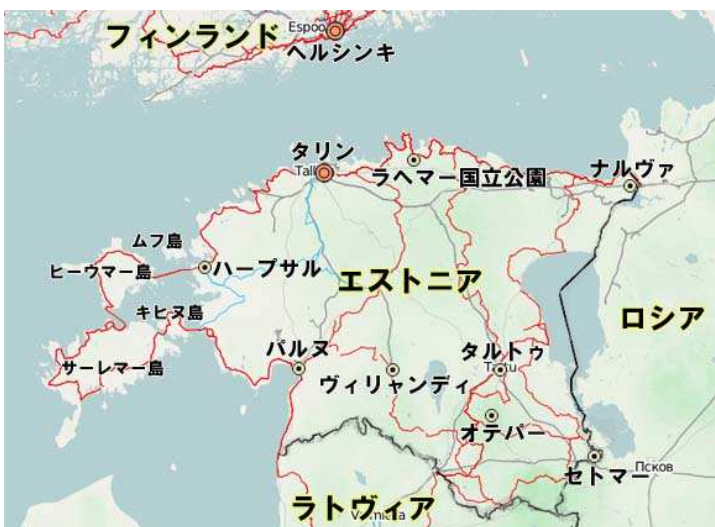 フィンランド
Espoo
ヘルシンキ
タリン
Tall
ラヘマー国立公園
ナルヴァ
ムフ島
ヒーウマー島
ハープサル
エストニア
キヒヌ島
ロシア
サーレマー島
パルヌ
ヴィリャンディ
タルトゥ
Tartu
オテパー
セトマー
Псков
ラトヴィア